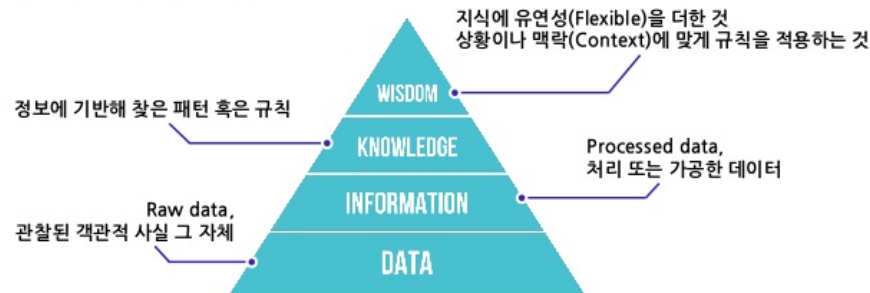 지식에 유연성(Flexible)을 더한 것
상황이나 맥락(Context)에 맞게 규칙을 적용하는 것
WISDOM
정보에 기반해 찾은 패턴 혹은 규칙
KNOWLEDGE
Processed data,
처리 또는 가공한 데이터
INFORMATION
Raw data,
관찰된 객관적 사실 그 자체
DATA